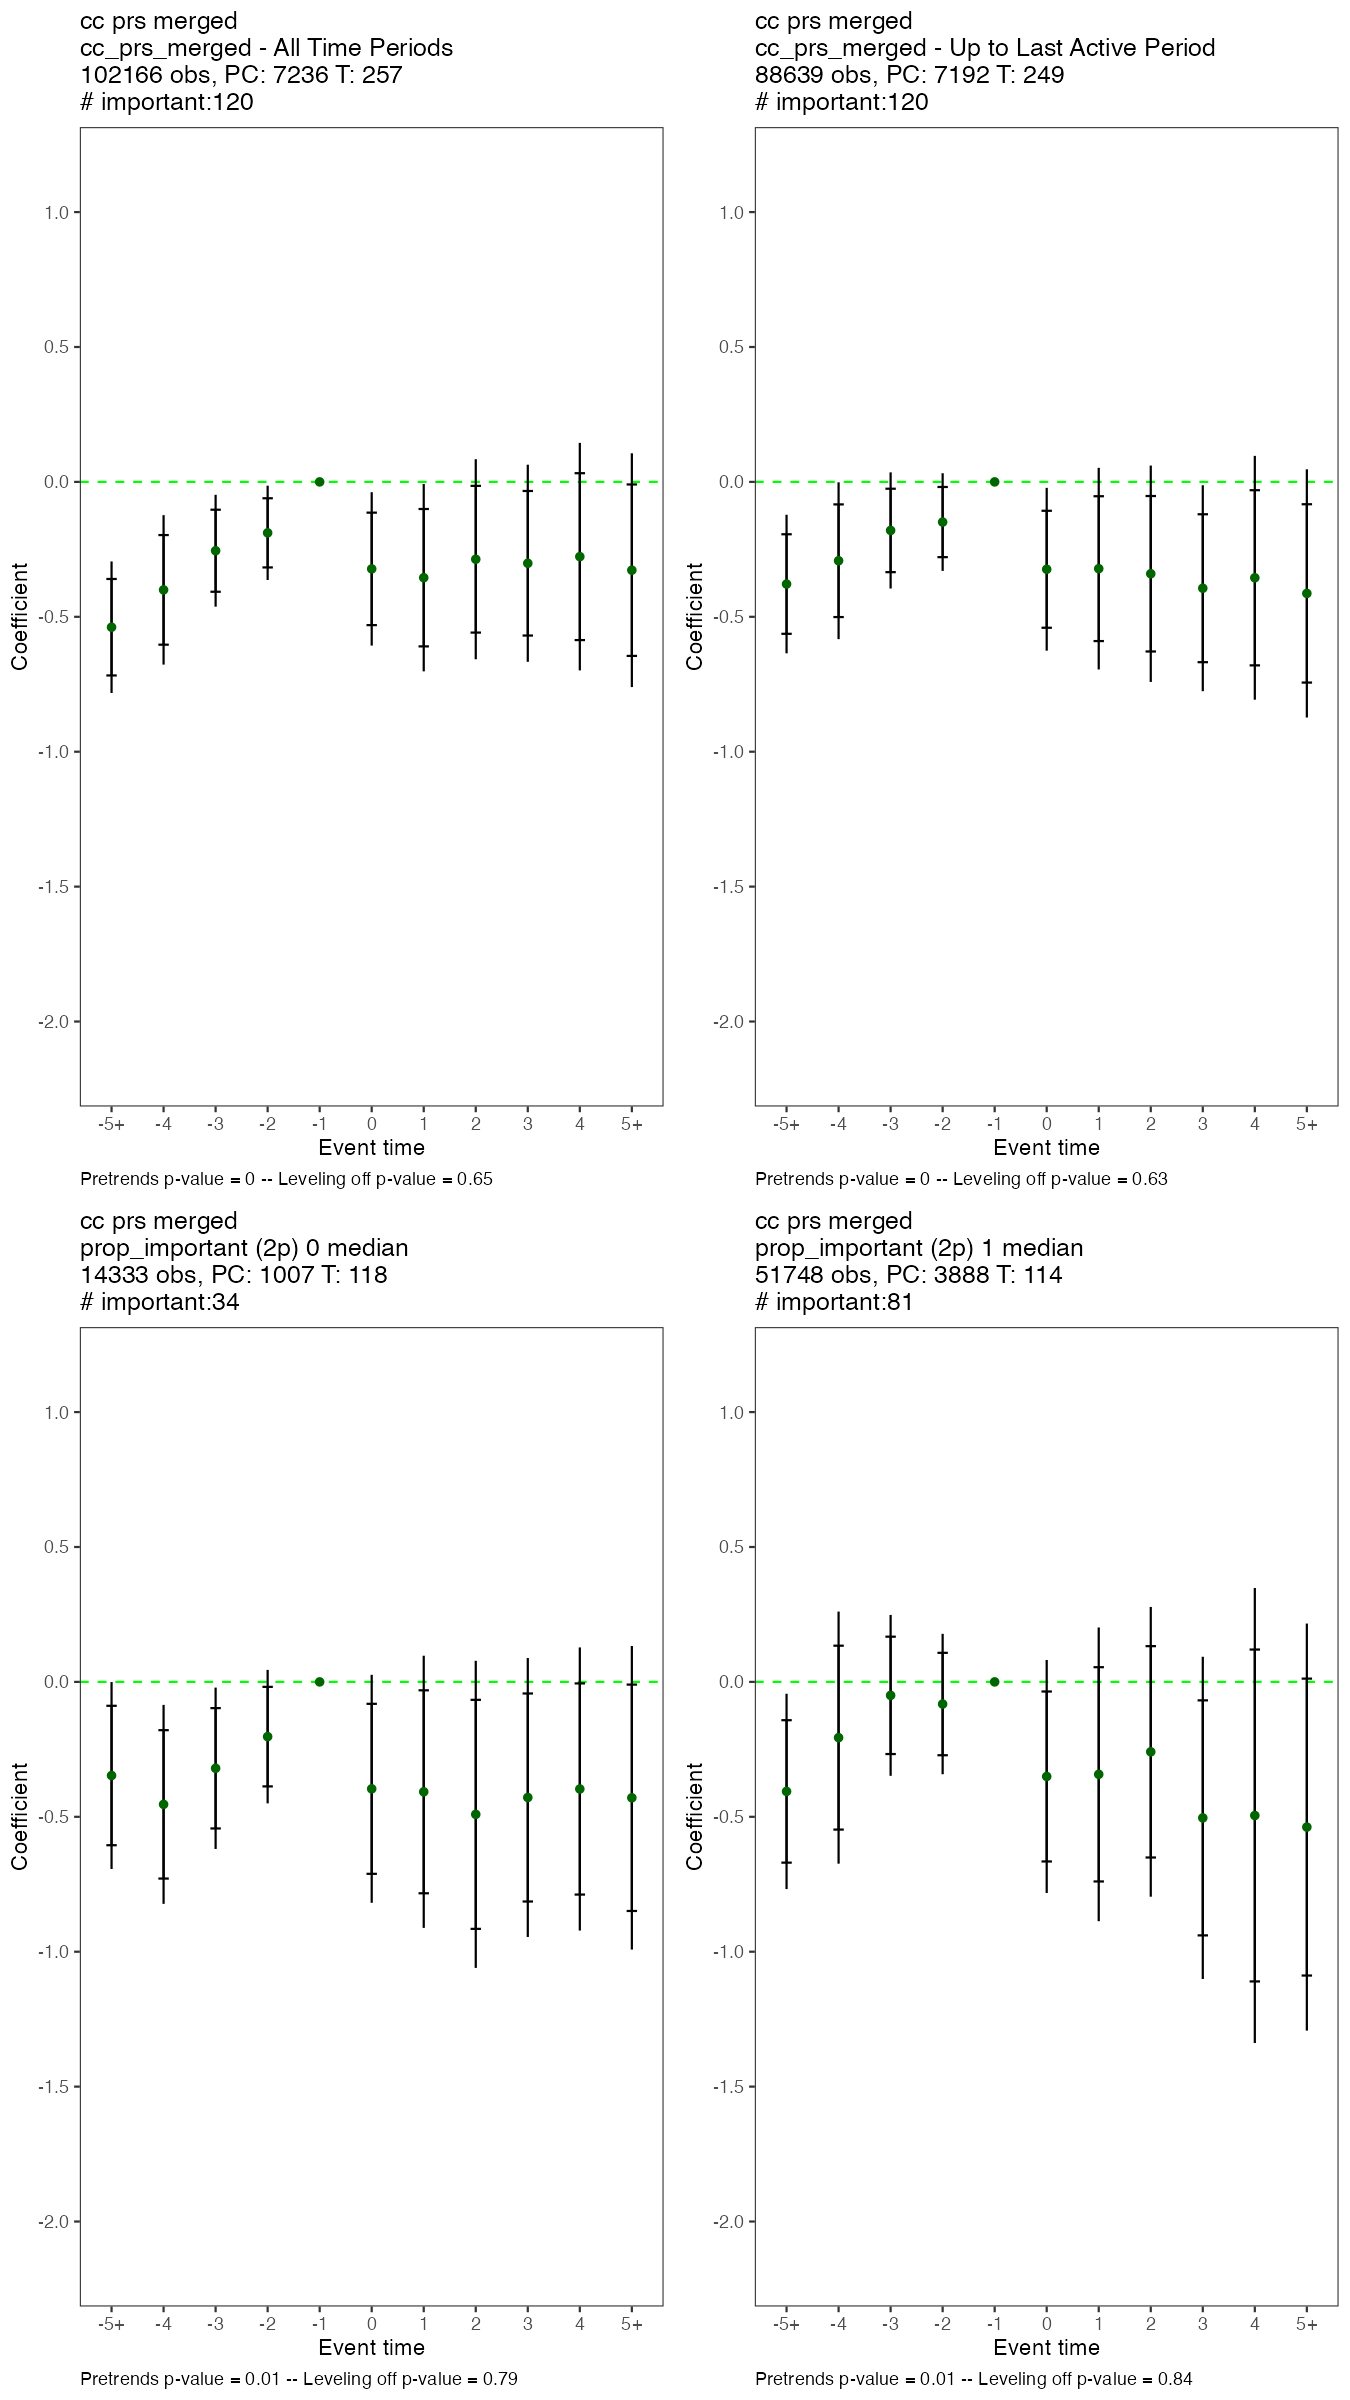 cc prs merged
cc_prs_merged - All Time Periods
102166 obs, PC: 7236 T: 257
# important:120
1.0
0.5
0.0
-0.5
-1.0
-1.5
-2.0
Coefficient
-5+ -4 -3 -2 -1 0 1 2 3 4 5+
Event time
Pretrends p-value = 0 -- Leveling off p-value = 0.65
cc prs merged
cc_prs_merged - Up to Last Active Period
88639 obs, PC: 7192 T: 249
# important:120
1.0
0.5
0.0
-0.5
-1.0
-1.5
-2.0
Coefficient
-5+ -4 -3 -2 -1 0 1 2 3 4 5+
Event time
Pretrends p-value = 0 -- Leveling off p-value = 0.63
cc prs merged
prop_important (2p) 0 median
14333 obs, PC: 1007 T: 118
# important:34
1.0
0.5
0.0
-0.5
-1.0
-1.5
-2.0
Coefficient
-5+ -4 -3 -2 -1 0 1 2 3 4 5+
Event time
Pretrends p-value = 0.01 -- Leveling off p-value = 0.79
cc prs merged
prop_important (2p) 1 median
51748 obs, PC: 3888 T: 114
# important:81
1.0
0.5
0.0
-0.5
-1.0
-1.5
-2.0
Coefficient
-5+ -4 -3 -2 -1 0 1 2 3 4 5+
Event time
Pretrends p-value = 0.01 -- Leveling off p-value = 0.84